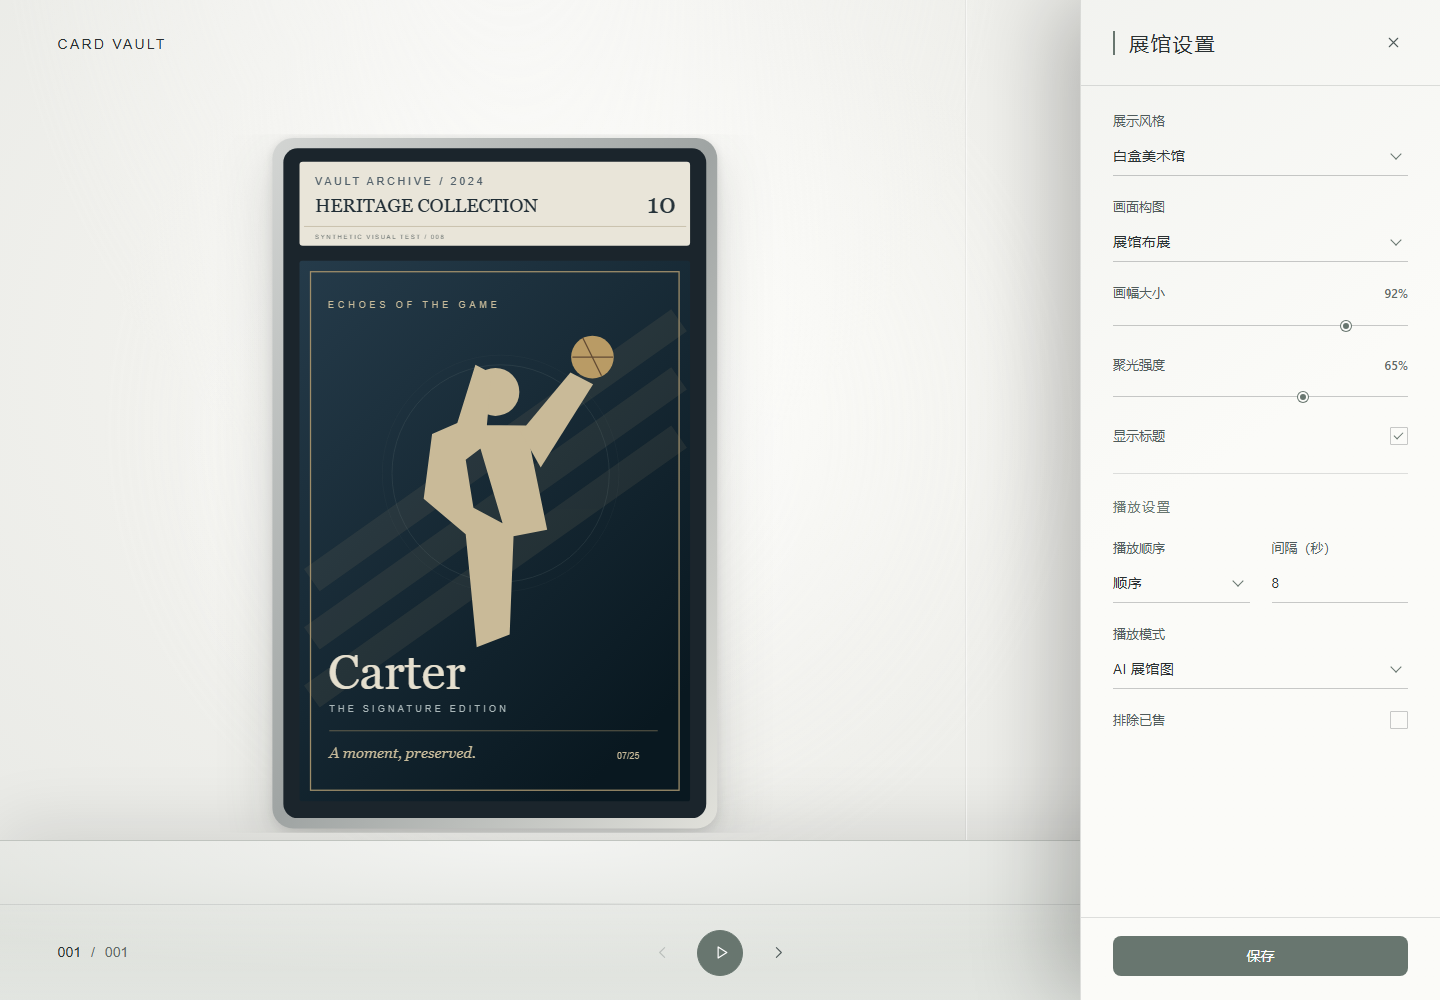 CARD VAULT
VAULT ARCHIVE / 2024
HERITAGE COLLECTION 10
SYNTHETIC VISUAL TEST / 008
ECHOES OF THE GAME
Carter
THE SIGNATURE EDITION
A moment, preserved. 07/25
001 / 001
展馆设置
展示风格
白盒美术馆
画面构图
展馆布展
画幅大小 92%
聚光强度 65%
显示标题
播放设置
播放顺序 间隔（秒）
顺序 8
播放模式
AI 展馆图
排除已售
保存